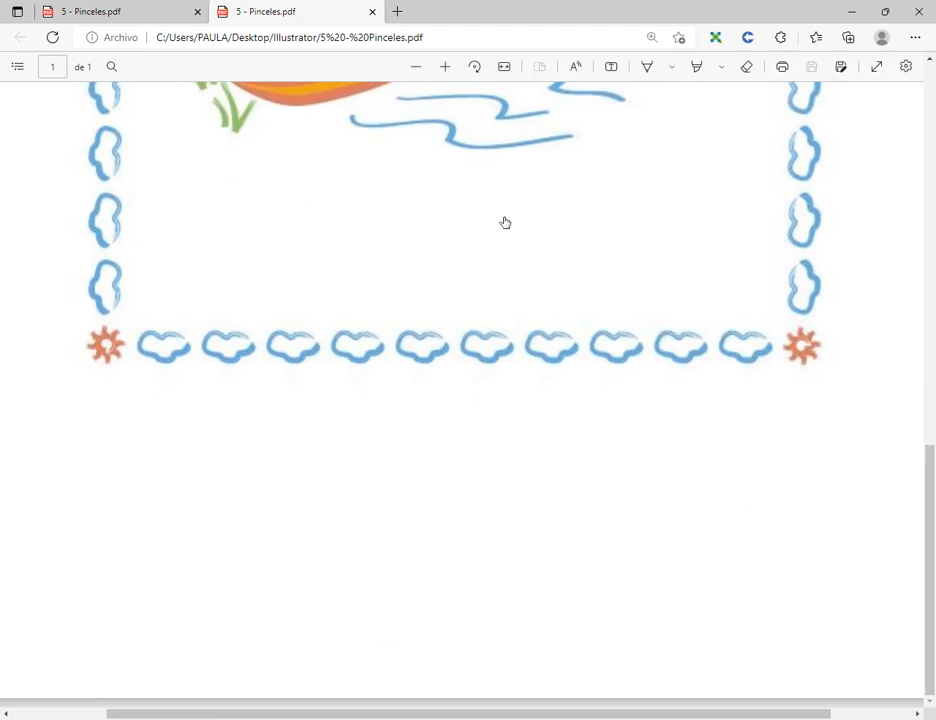 5 - Pinceles.pdf
5 - Pinceles.pdf
Archivo
C:/Users/PAULA/Desktop/Illustrator/5%20-%20Pinceles.pdf
1
de 1